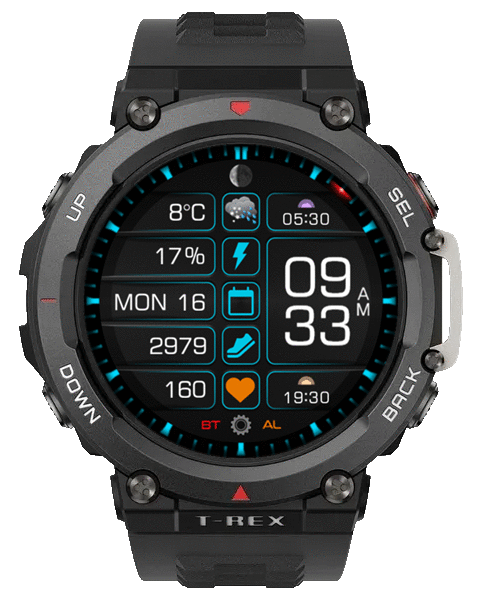 UP
SEL
8°C
05:30
17%
09
33
AM
MON 16
2979
160
19:30
BT
AL
DOWN
BACK
T-REX